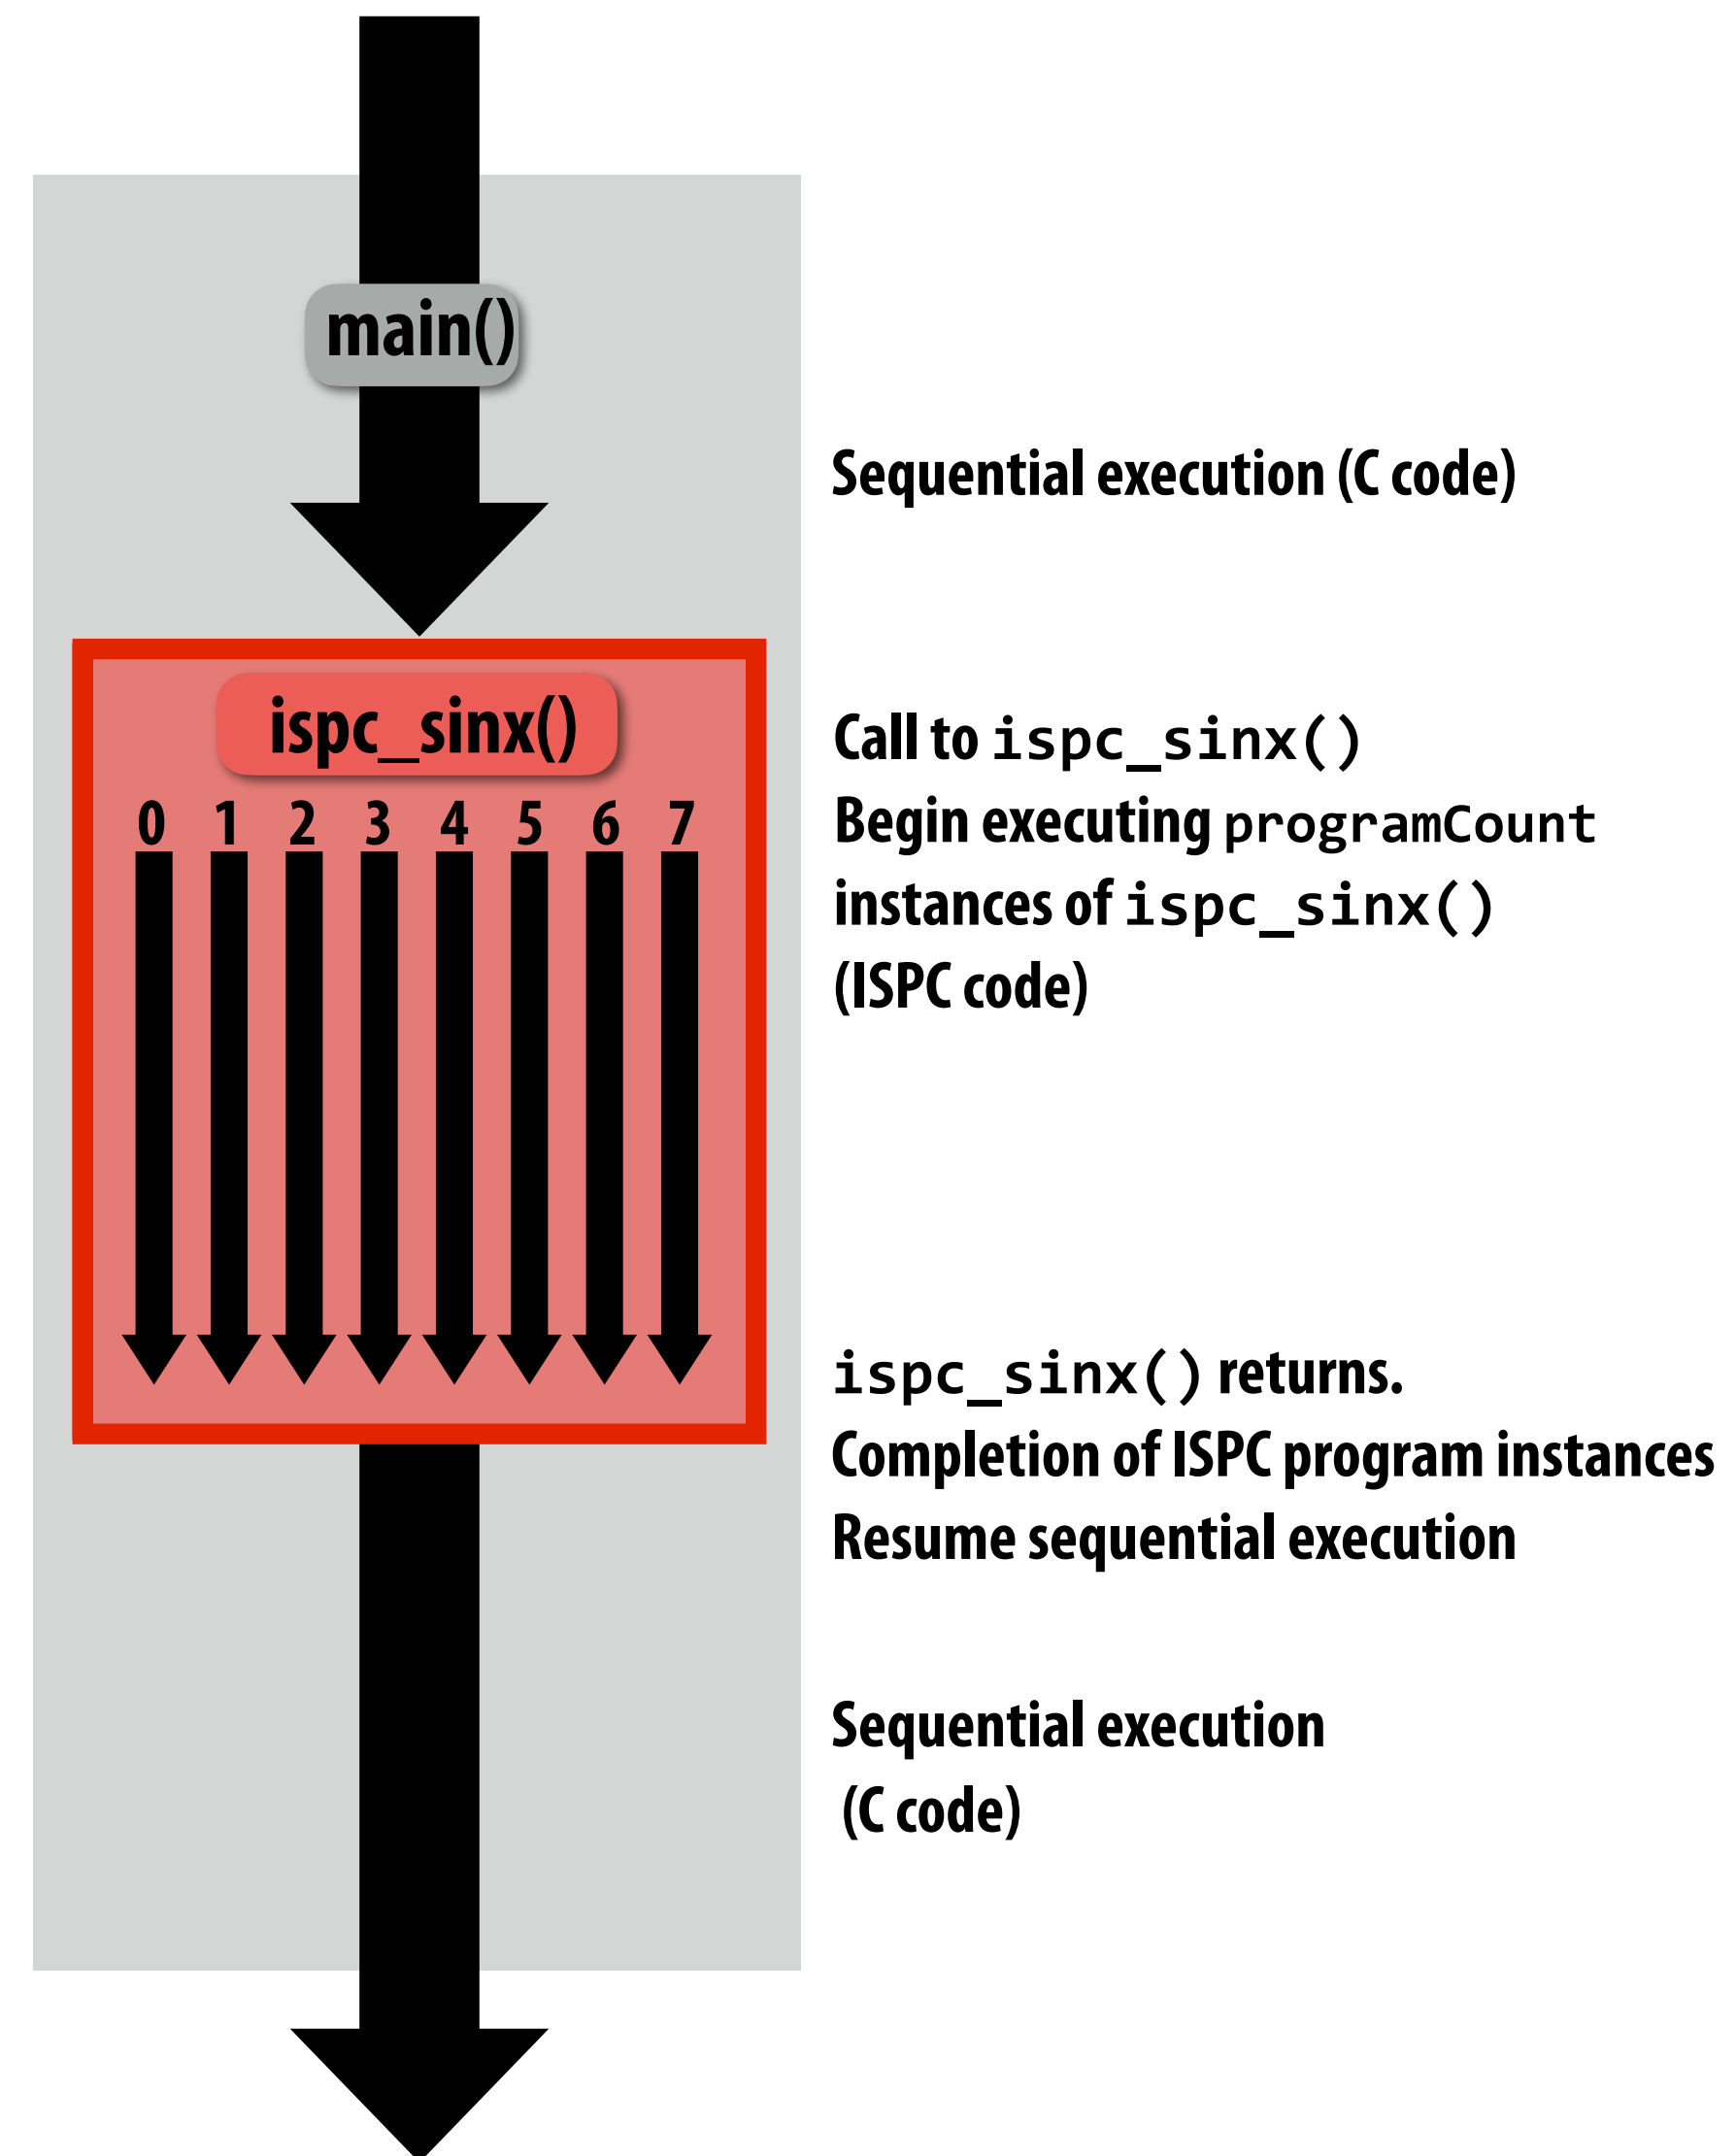 main()
Sequential execution (C code)
ispc_sinx()
0 1 2 3 4 5 6 7
Call to ispc_sinx()
Begin executing programCount
instances of ispc_sinx()
(ISPC code)
ispc_sinx() returns.
Completion of ISPC program instances
Resume sequential execution
Sequential execution
(C code)